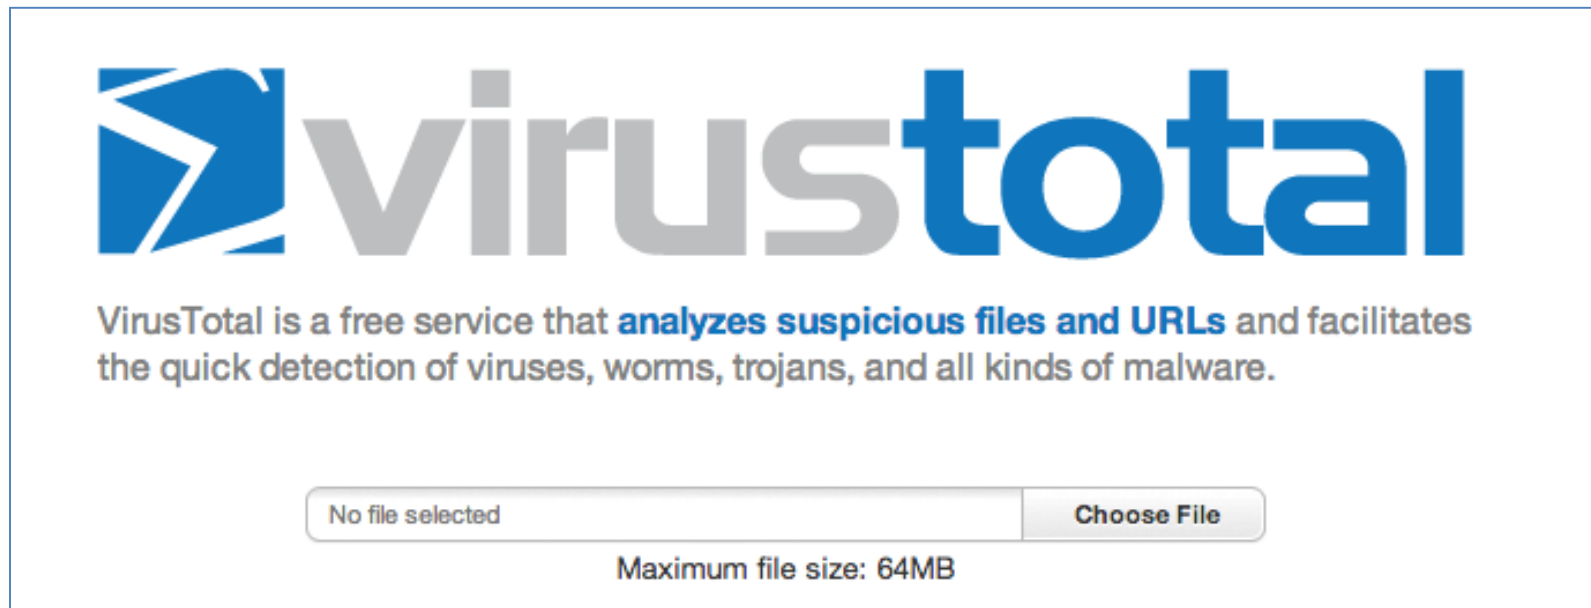 virustotal
VirusTotal is a free service that analyzes suspicious files and URLs and facilitates
the quick detection of viruses, worms, trojans, and all kinds of malware.
No file selected
Choose File
Maximum file size: 64MB